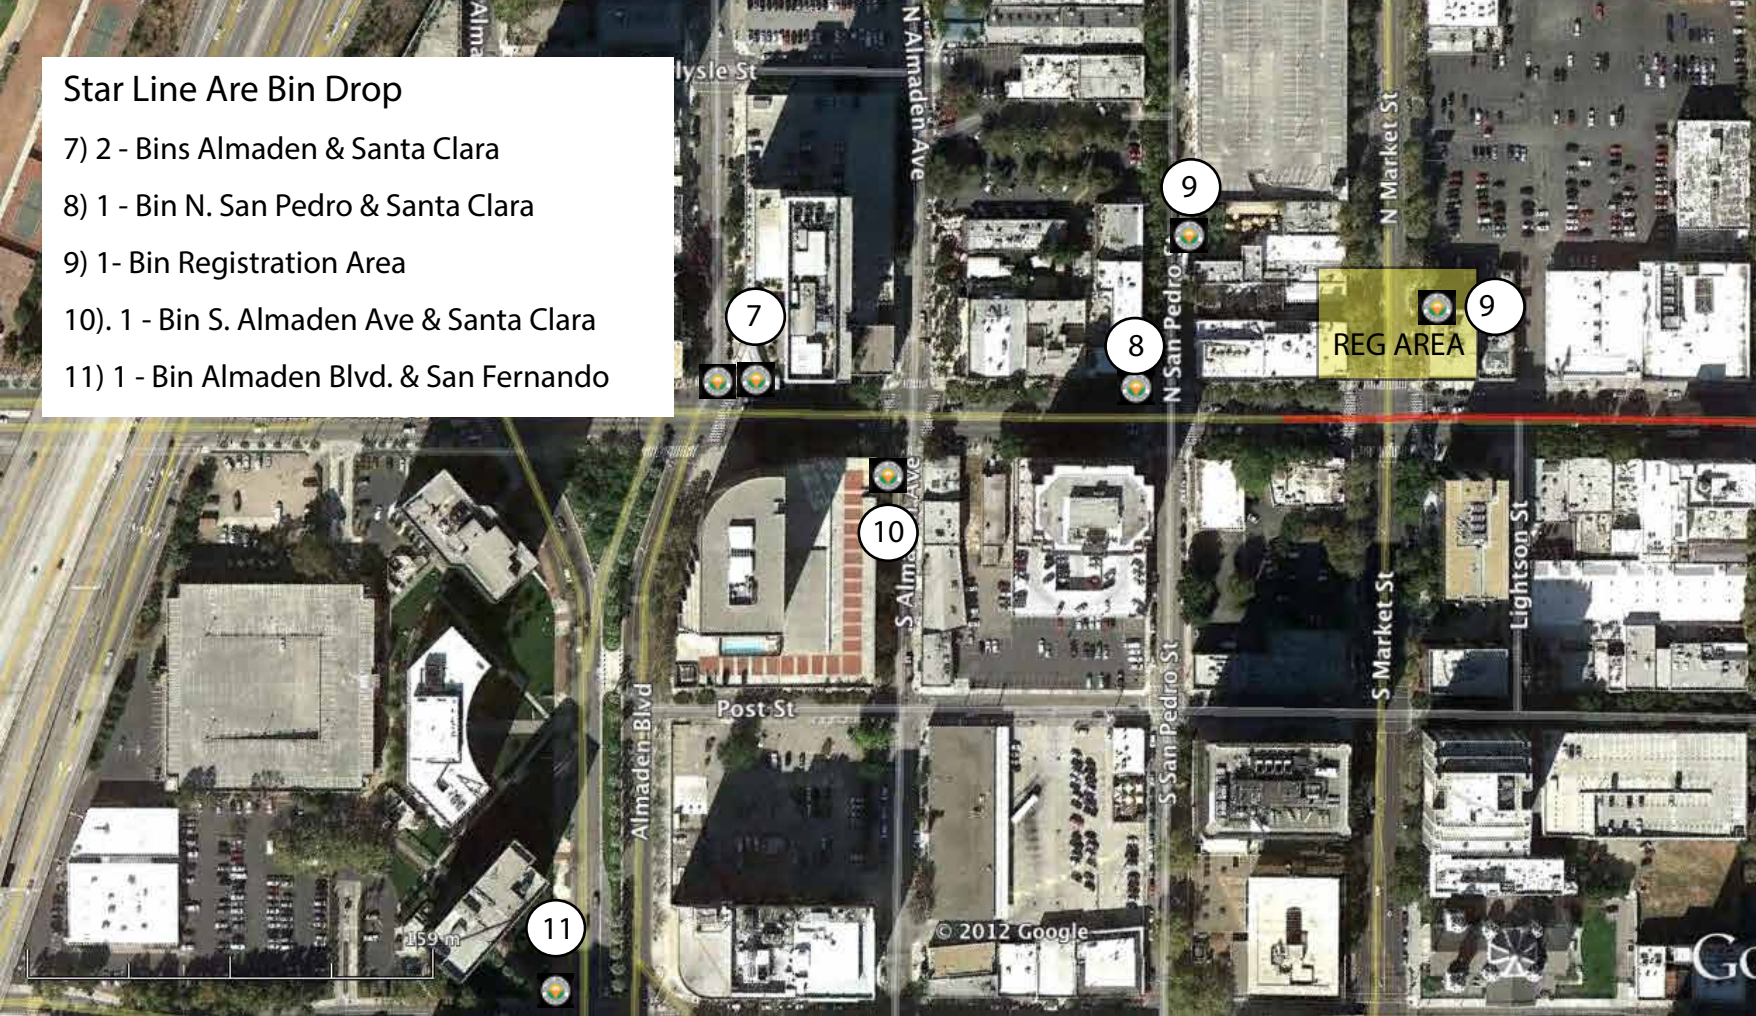 Star Line Are Bin Drop
7) 2 - Bins Almaden & Santa Clara
8) 1 - Bin N. San Pedro & Santa Clara
9) 1- Bin Registration Area
10). 1 - Bin S. Almaden Ave & Santa Clara
11) 1 - Bin Almaden Blvd. & San Fernando
Alma
lysle St
N Almaden Ave
N Market St
9
N San Pedro
7
8
9
REG AREA
10
S Alma
Ave
S Market St
Lightson St
Post St
Almaden Blvd
S San Pedro St
11
159 m
© 2012 Google
Go